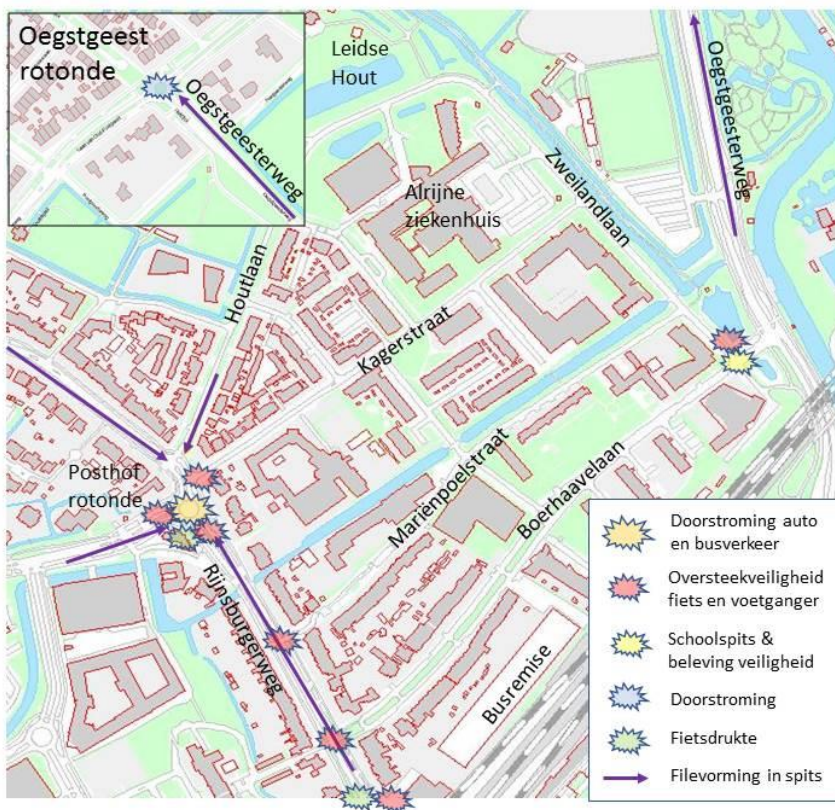 Oegstgeest
rotonde
Oegstgeesterweg
Leidse
Hout
Oegstgeesterweg
Zweilandlaan
Alrijne
ziekenhuis
Houtlaan
Kagerstraat
Posthof
rotonde
Mariënpoelstraat
Boerhaavelaan
Rijnsburgerweg
Busremise
Doorstroming auto
en busverkeer
Oversteekveiligheid
fiets en voetganger
Schoolspits &
beleving veiligheid
Doorstroming
Fietsdrukte
Filevorming in spits